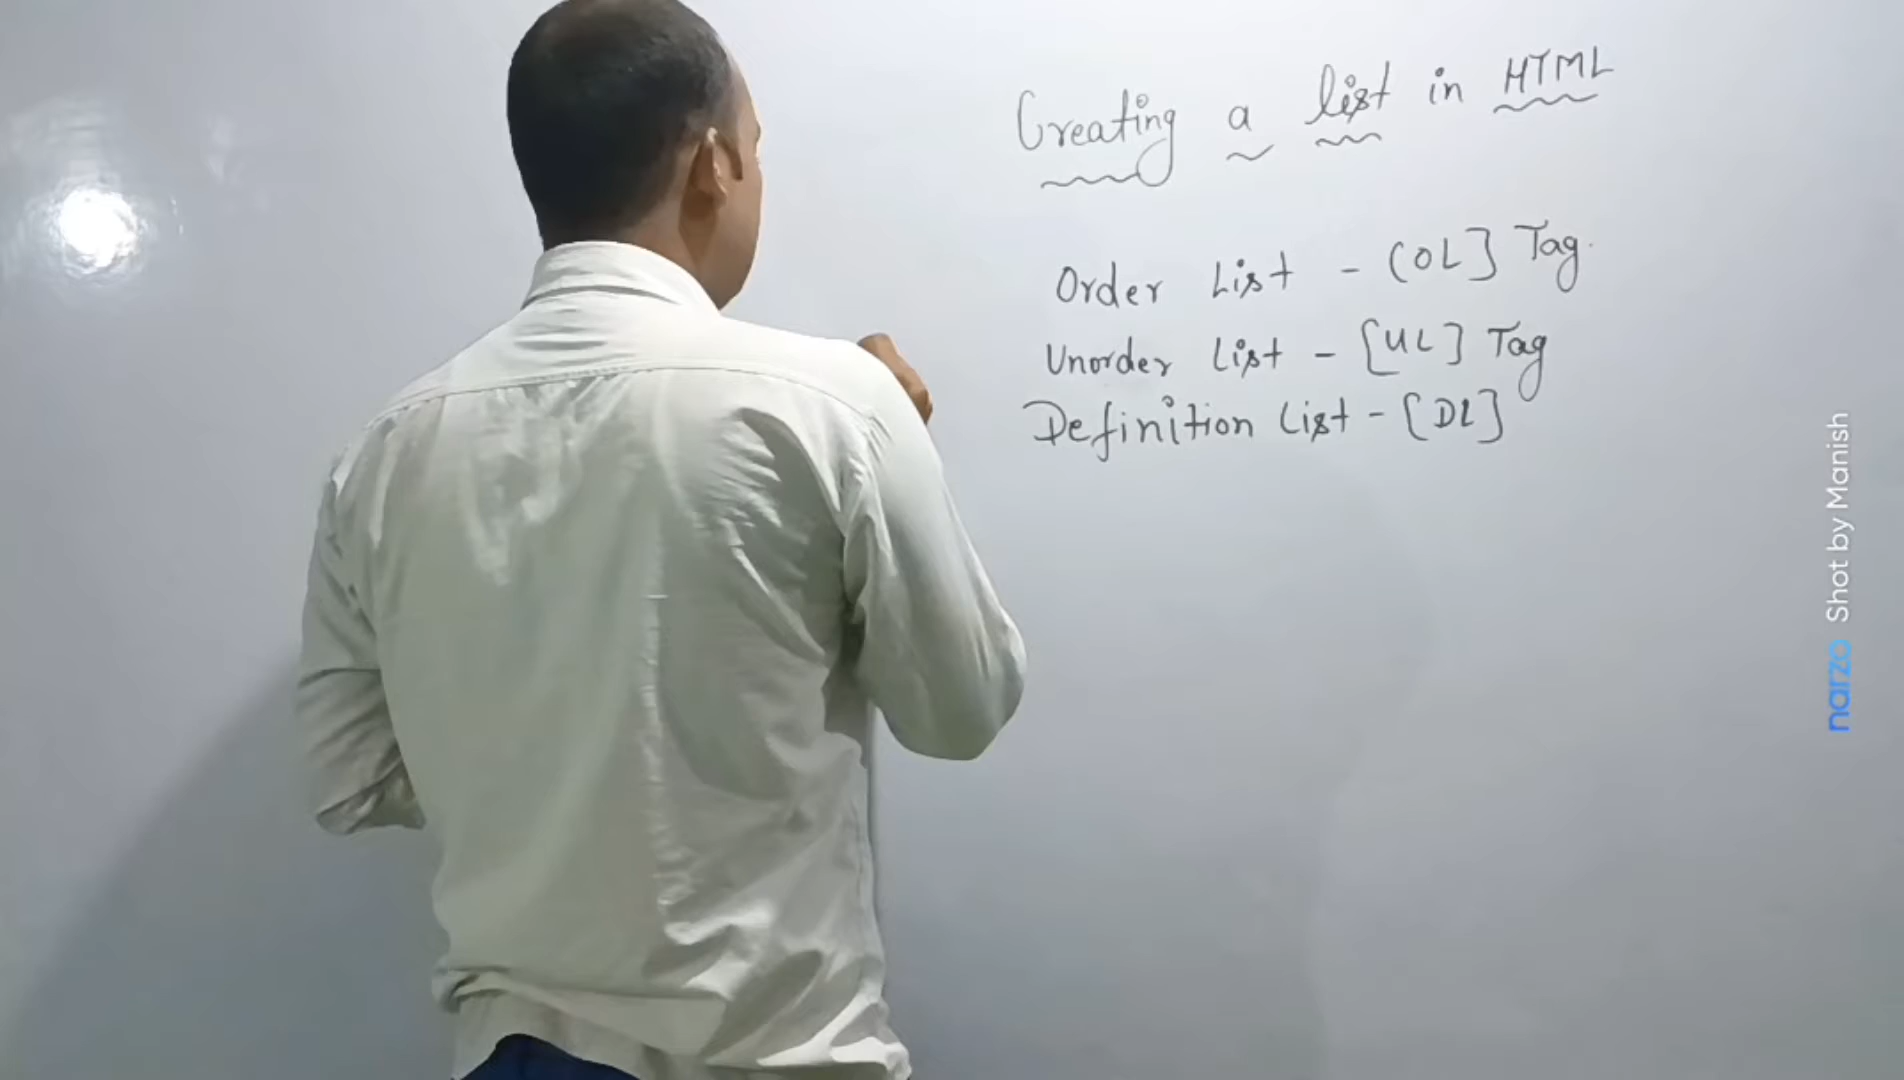 Creating a list in HTML
Order List - (OL] Tag.
Unorder List - [UL] Tag
Definition List - [DL]
narzo Shot by Manish